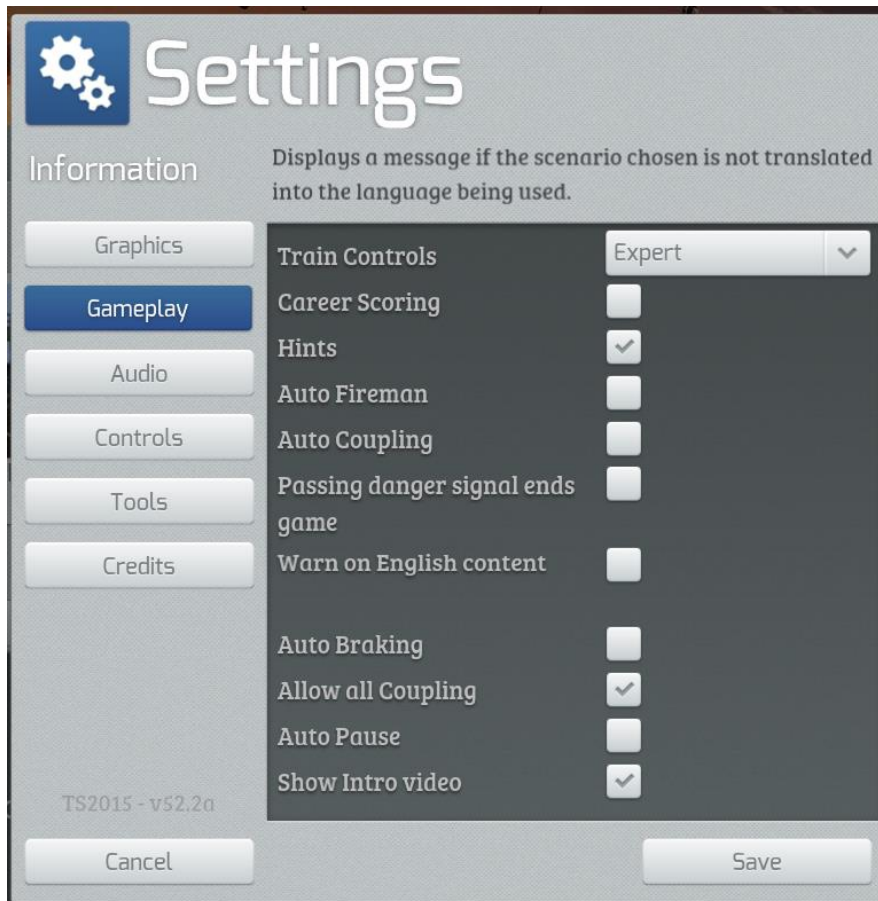 Settings
Information
Displays a message if the scenario chosen is not translated
into the language being used.
Graphics
Gameplay
Audio
Controls
Tools
Credits
Train Controls
Expert
Career Scoring
Hints
Auto Fireman
Auto Coupling
Passing danger signal ends
game
Warn on English content
Auto Braking
Allow all Coupling
Auto Pause
Show Intro video
TS2015 - v52.2a
Cancel
Save